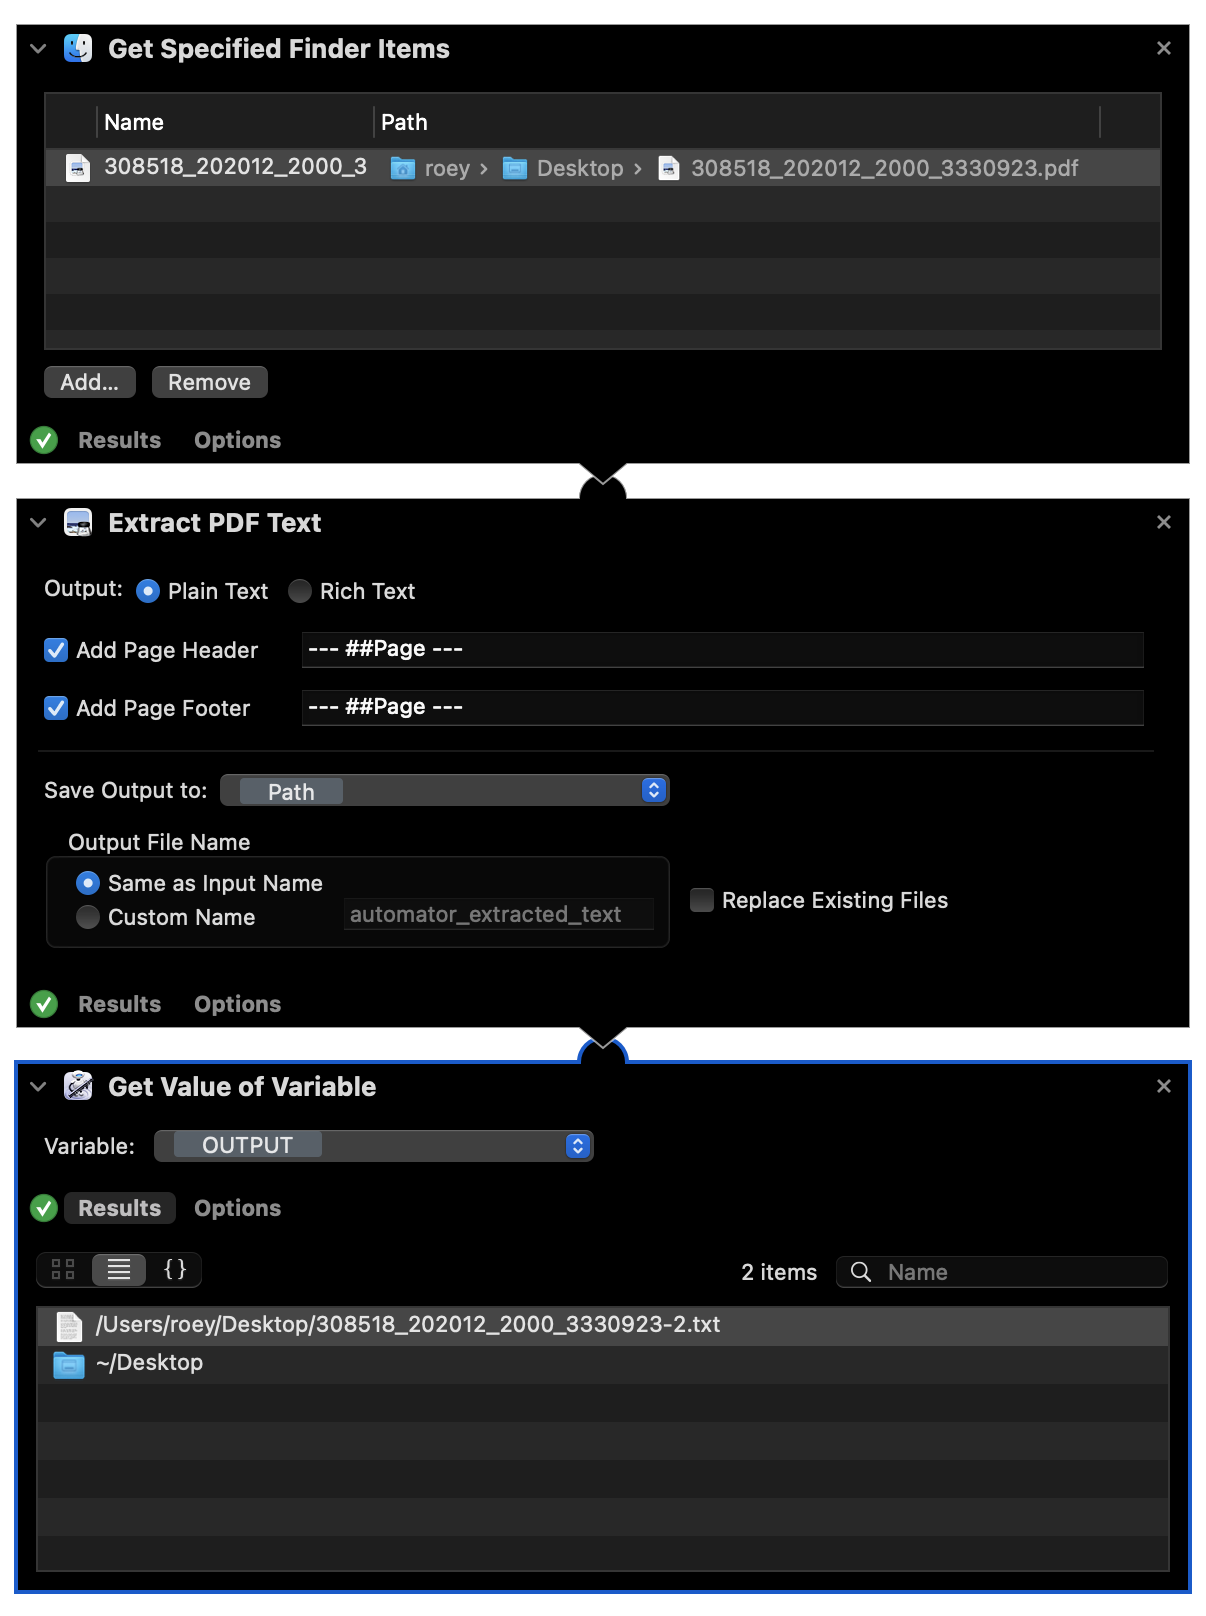 Get Specified Finder Items
Name Path
308518_202012_2000_3 roey › Desktop › 308518_202012_2000_3330923.pdf
Add... Remove
Results Options
Extract PDF Text
Output: Plain Text Rich Text
Add Page Header --- ##Page ---
Add Page Footer --- ##Page ---
Save Output to: Path
Output File Name
Same as Input Name
Custom Name automator_extracted_text
Replace Existing Files
Results Options
Get Value of Variable
Variable: OUTPUT
Results Options
{} 2 items Name
/Users/roey/Desktop/308518_202012_2000_3330923-2.txt
~/Desktop